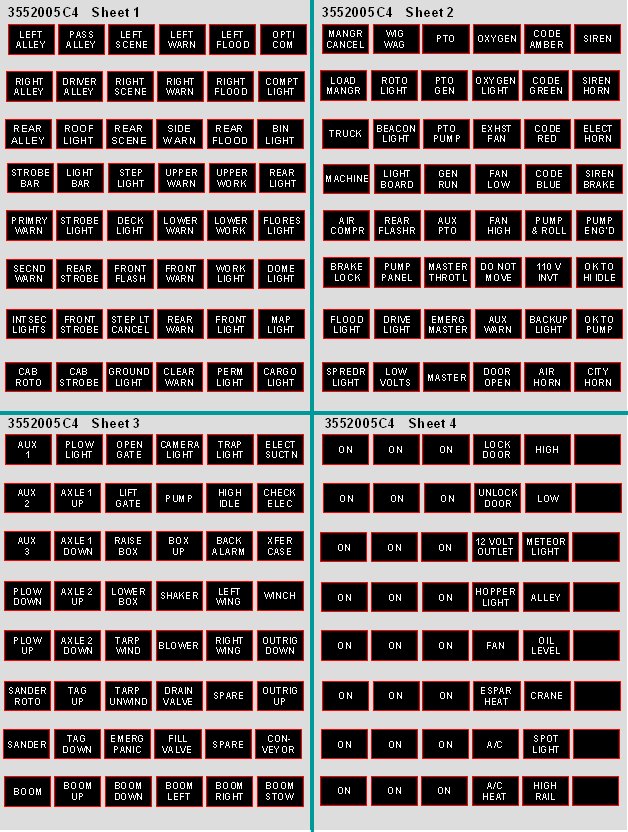 3552005C4 Sheet 1
LEFT ALLEY PASS ALLEY LEFT SCENE LEFT WARN LEFT FLOOD OPTI COM
RIGHT ALLEY DRIVER ALLEY RIGHT SCENE RIGHT WARN RIGHT FLOOD COMPT LIGHT
REAR ALLEY ROOF LIGHT REAR SCENE SIDE WARN REAR FLOOD BIN LIGHT
STROBE BAR LIGHT BAR STEP LIGHT UPPER WARN UPPER WORK REAR LIGHT
PRIMRY WARN STROBE LIGHT DECK LIGHT LOWER WARN LOWER WORK FLORES LIGHT
SECND WARN REAR STROBE FRONT FLASH FRONT WARN WORK LIGHT DOME LIGHT
INTSEC LIGHTS FRONT STROBE STEP LT CANCEL REAR WARN FRONT LIGHT MAP LIGHT
CAB ROTO CAB STROBE GROUND LIGHT CLEAR WARN PERM LIGHT CARGO LIGHT
3552005C4 Sheet 2
MANGR CANCEL WIG WAG PTO OXYGEN CODE AMBER SIREN
LOAD MANGR ROTO LIGHT PTO GEN OXYGEN LIGHT CODE GREEN SIREN HORN
TRUCK BEACON LIGHT PTO PUMP EXHST FAN CODE RED ELECT HORN
MACHINE LIGHT BOARD GEN RUN FAN LOW CODE BLUE SIREN BRAKE
AIR COMPR REAR FLASHR AUX PTO FAN HIGH PUMP & ROLL PUMP ENG'D
BRAKE LOCK PUMP PANEL MASTER THROTL DO NOT MOVE 110 V INVT OK TO HI IDLE
FLOOD LIGHT DRIVE LIGHT EMERG MASTER AUX WARN BACKUP LIGHT OK TO PUMP
SPREDR LIGHT LOW VOLTS MASTER DOOR OPEN AIR HORN CITY HORN
3552005C4 Sheet 3
AUX 1 PLOW LIGHT OPEN GATE CAMERA LIGHT TRAP LIGHT ELECT SUCTN
AUX 2 AXLE 1 UP LIFT GATE PUMP HIGH IDLE CHECK ELEC
AUX 3 AXLE 1 DOWN RAISE BOX BOX UP BACK ALARM XFER CASE
PLOW DOWN AXLE 2 UP LOWER BOX SHAKER LEFT WING WINCH
PLOW UP AXLE 2 DOWN TARP WIND BLOWER RIGHT WING OUTRIG DOWN
SANDER ROTO TAG UP TARP UNWIND DRAIN VALVE SPARE OUTRIG UP
SANDER TAG DOWN EMERG PANIC FILL VALVE SPARE CON- VEYOR
BOOM BOOM UP BOOM DOWN BOOM LEFT BOOM RIGHT BOOM STOW
3552005C4 Sheet 4
ON ON ON LOCK DOOR HIGH
ON ON ON UNLOCK DOOR LOW
ON ON ON 12 VOLT OUTLET METEOR LIGHT
ON ON ON HOPPER LIGHT ALLEY
ON ON ON FAN OIL LEVEL
ON ON ON ESPAR HEAT CRANE
ON ON ON A/C SPOT LIGHT
ON ON ON A/C HEAT HIGH RAIL